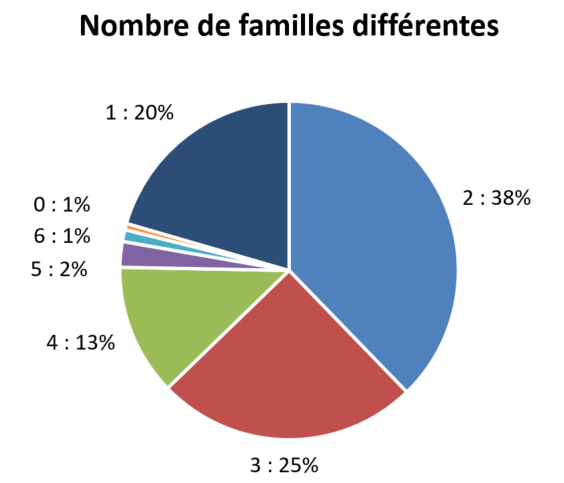 Nombre de familles différentes
1 : 20%
2 : 38%
0 : 1%
6 : 1%
5 : 2%
4 : 13%
3 : 25%